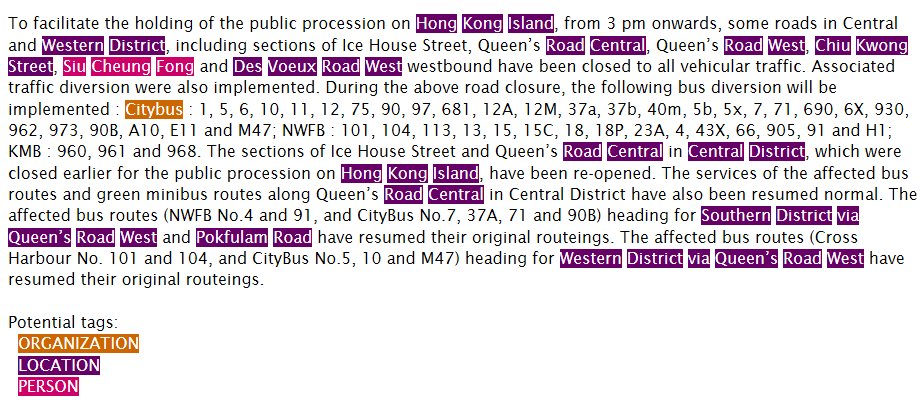 To facilitate the holding of the public procession on Hong Kong Island, from 3 pm onwards, some roads in Central
and Western District, including sections of Ice House Street, Queen’s Road Central, Queen’s Road West, Chiu Kwong
Street, Siu Cheung Fong and Des Voeux Road West westbound have been closed to all vehicular traffic. Associated
traffic diversion were also implemented. During the above road closure, the following bus diversion will be
implemented : Citybus : 1, 5, 6, 10, 11, 12, 75, 90, 97, 681, 12A, 12M, 37a, 37b, 40m, 5b, 5x, 7, 71, 690, 6X, 930,
962, 973, 90B, A10, E11 and M47; NWFB : 101, 104, 113, 13, 15, 15C, 18, 18P, 23A, 4, 43X, 66, 905, 91 and H1;
KMB : 960, 961 and 968. The sections of Ice House Street and Queen’s Road Central in Central District, which were
closed earlier for the public procession on Hong Kong Island, have been re-opened. The services of the affected bus
routes and green minibus routes along Queen’s Road Central in Central District have also been resumed normal. The
affected bus routes (NWFB No.4 and 91, and CityBus No.7, 37A, 71 and 90B) heading for Southern District via
Queen’s Road West and Pokfulam Road have resumed their original routeings. The affected bus routes (Cross
Harbour No. 101 and 104, and CityBus No.5, 10 and M47) heading for Western District via Queen’s Road West have
resumed their original routeings.
Potential tags:
ORGANIZATION
LOCATION
PERSON